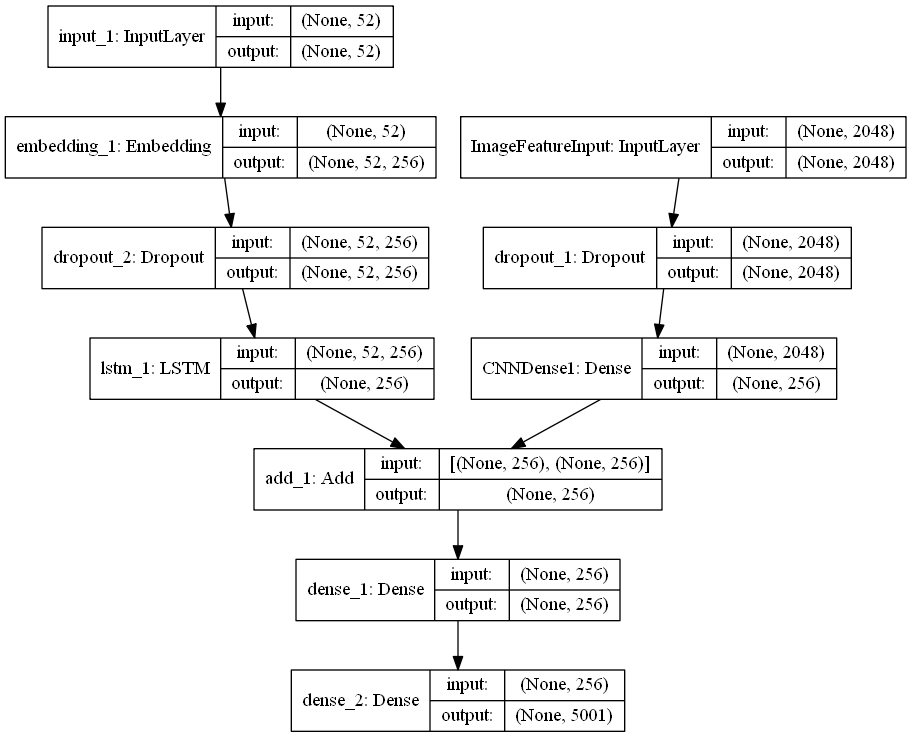 input_1: InputLayer
input: (None, 52)
output: (None, 52)
embedding_1: Embedding
input: (None, 52)
output: (None, 52, 256)
ImageFeatureInput: InputLayer
input: (None, 2048)
output: (None, 2048)
dropout_2: Dropout
input: (None, 52, 256)
output: (None, 52, 256)
dropout_1: Dropout
input: (None, 2048)
output: (None, 2048)
lstm_1: LSTM
input: (None, 52, 256)
output: (None, 256)
CNNDense1: Dense
input: (None, 2048)
output: (None, 256)
add_1: Add
input: [(None, 256), (None, 256)]
output: (None, 256)
dense_1: Dense
input: (None, 256)
output: (None, 256)
dense_2: Dense
input: (None, 256)
output: (None, 5001)